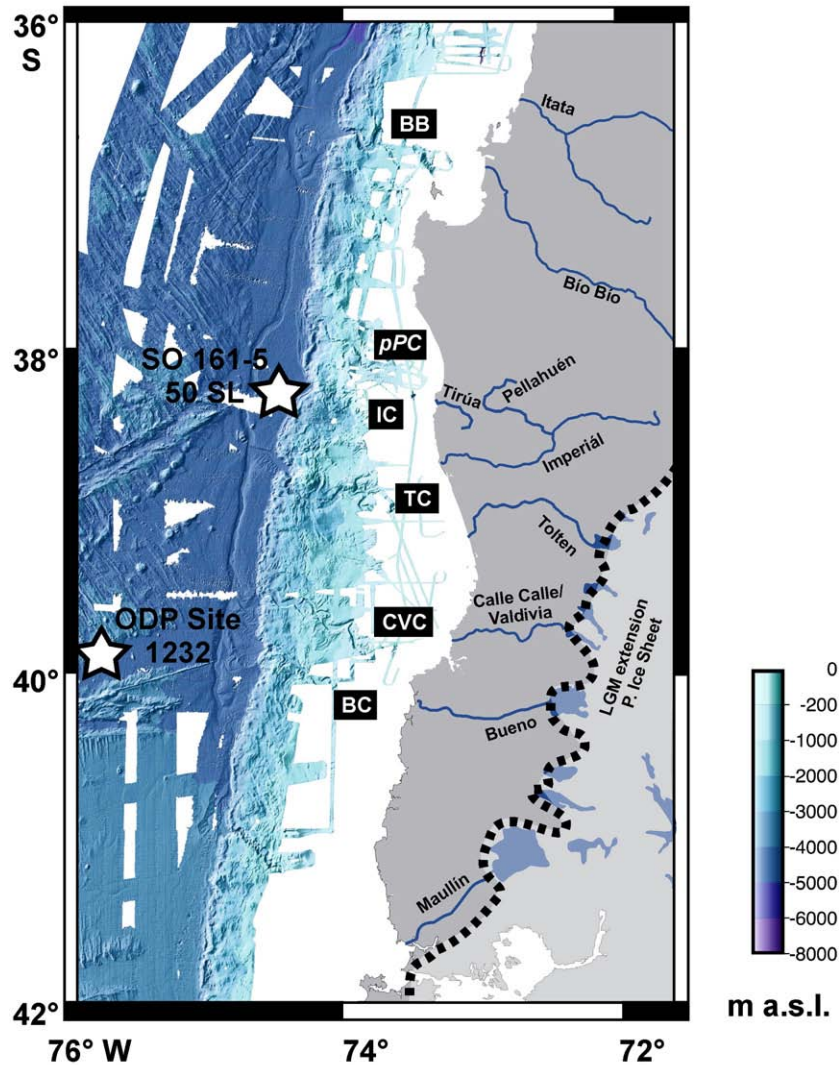 36°
S
BB
Itata
Bío Bío
38°
pPC
SO 161-5
50 SL
Pellahuén
Tirúa
IC
Imperiál
TC
Tolten
Calle Calle/
Valdivia
CVC
ODP Site
1232
LGM extension
P. Ice Sheet
40°
BC
Bueno
0
-200
-1000
-2000
-3000
-4000
-5000
-6000
-8000
Maullín
m a.s.l.
42°
76° W
74°
72°